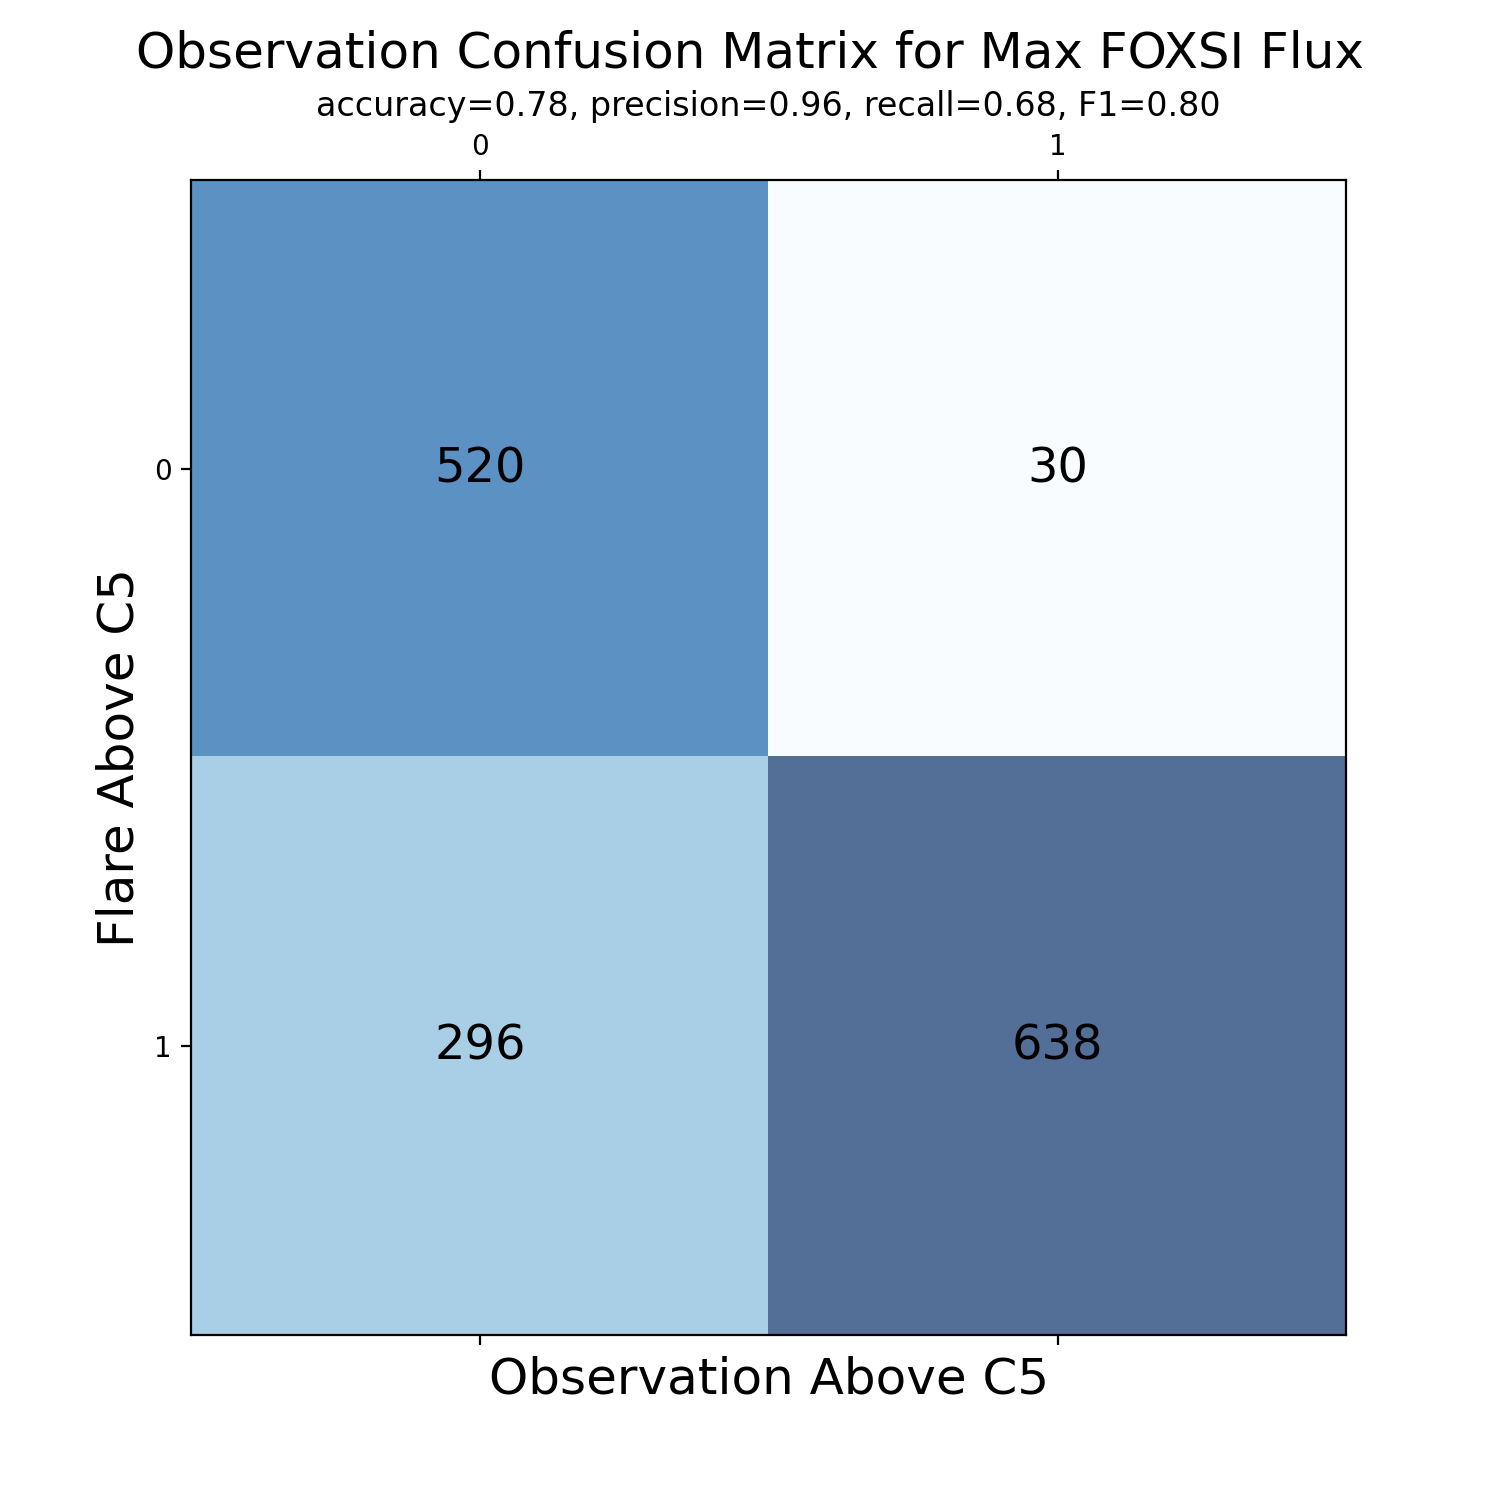 Observation Confusion Matrix for Max FOXSI Flux
accuracy=0.78, precision=0.96, recall=0.68, F1=0.80
0 1
0 520 30
Flare Above C5
1 296 638
Observation Above C5